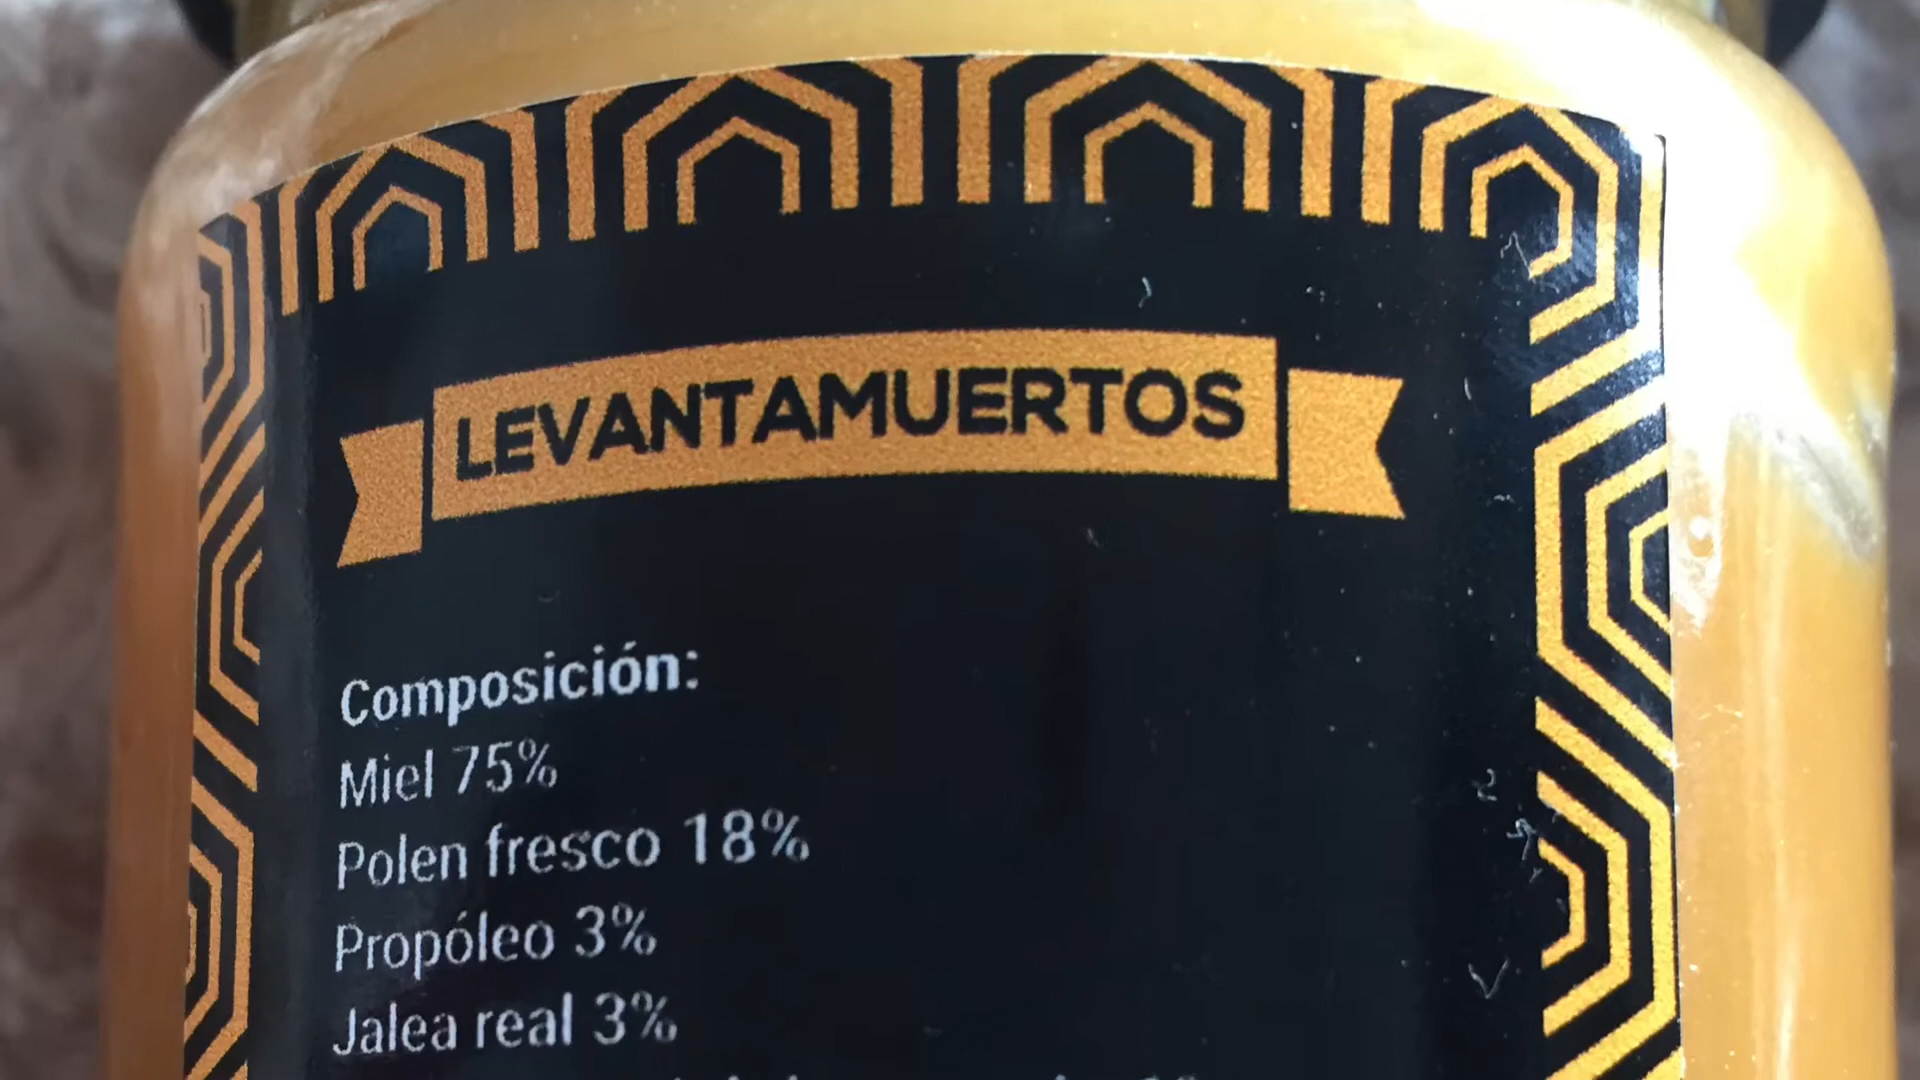 LEVANTAMUERTOS
Composición:
Miel 75%
Polen fresco 18%
Propóleo 3%
Jalea real 3%